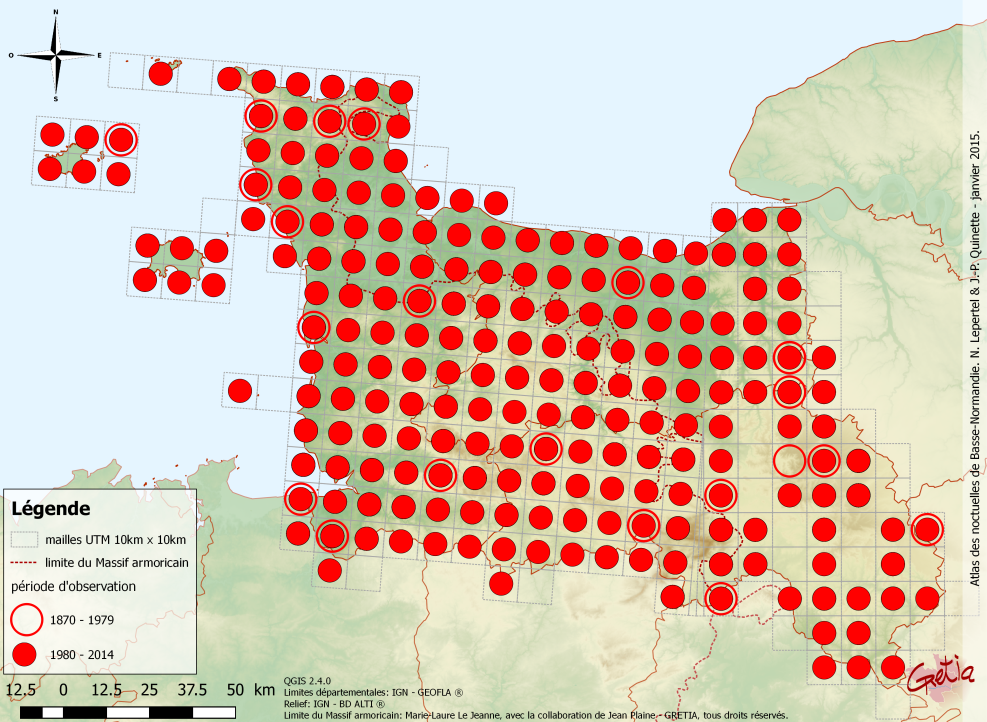 N
O
E
S
Légende
mailles UTM 10km x 10km
limite du Massif armoricain
période d'observation
1870 - 1979
1980 - 2014
12.5 0 12.5 25 37.5 50 km
QGIS 2.4.0
Limites départementales: IGN - GEOFLA ®
Relief: IGN - BD ALTI ®
Limite du Massif armoricain: Marie-Laure Le Jeanne, avec la collaboration de Jean Plaine - GRETIA, tous droits réservés.
Atlas des noctuelles de Basse-Normandie. N. Lepertel & J.-P. Quinette - janvier 2015.
Gretia